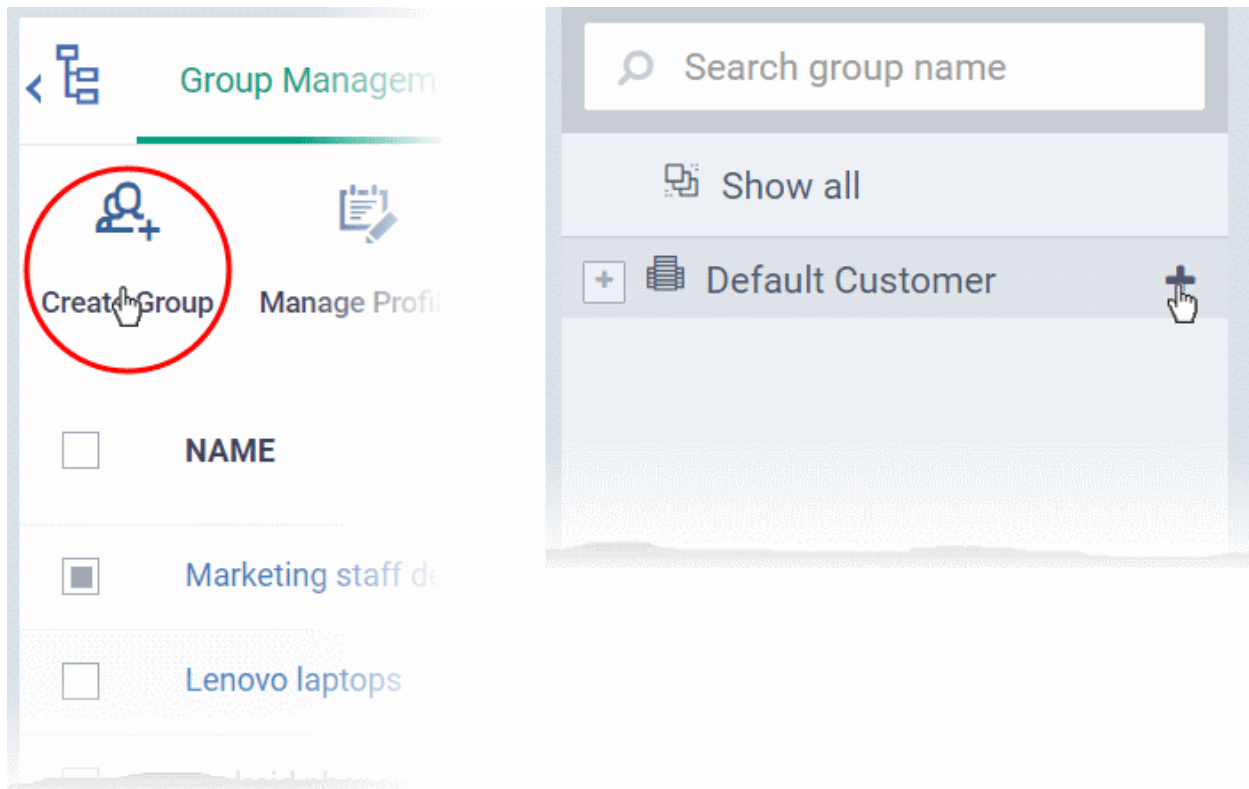 Group Managem
Create Group
Manage Profi
NAME
Marketing staff de
Lenovo laptops
Search group name
Show all
Default Customer